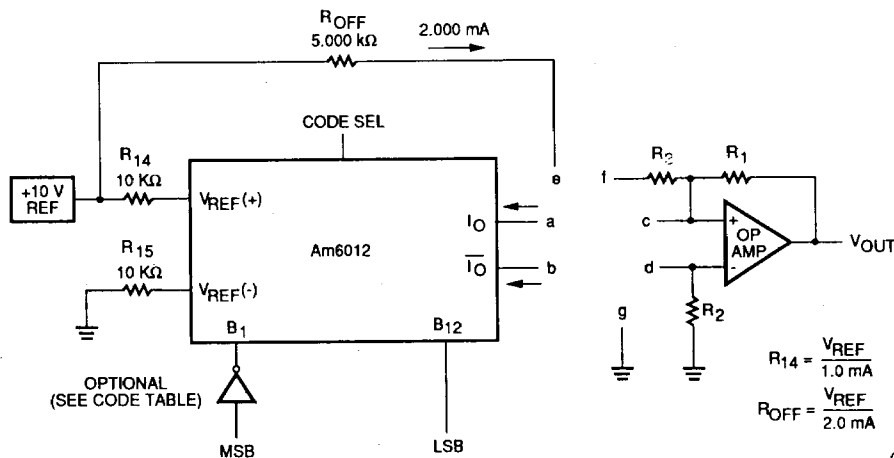 ROFF
5.000 kΩ
2.000 mA
CODE SEL
R14
10 KΩ
+10 V
REF
VREF(+)
Am6012
IO
IO
R15
10 KΩ
VREF(-)
B1
B12
OPTIONAL
(SEE CODE TABLE)
MSB
LSB
e
a
b
f
c
d
g
R1
+
-
OP
AMP
VOUT
R2
R14 = VREF
1.0 mA
ROFF = VREF
2.0 mA